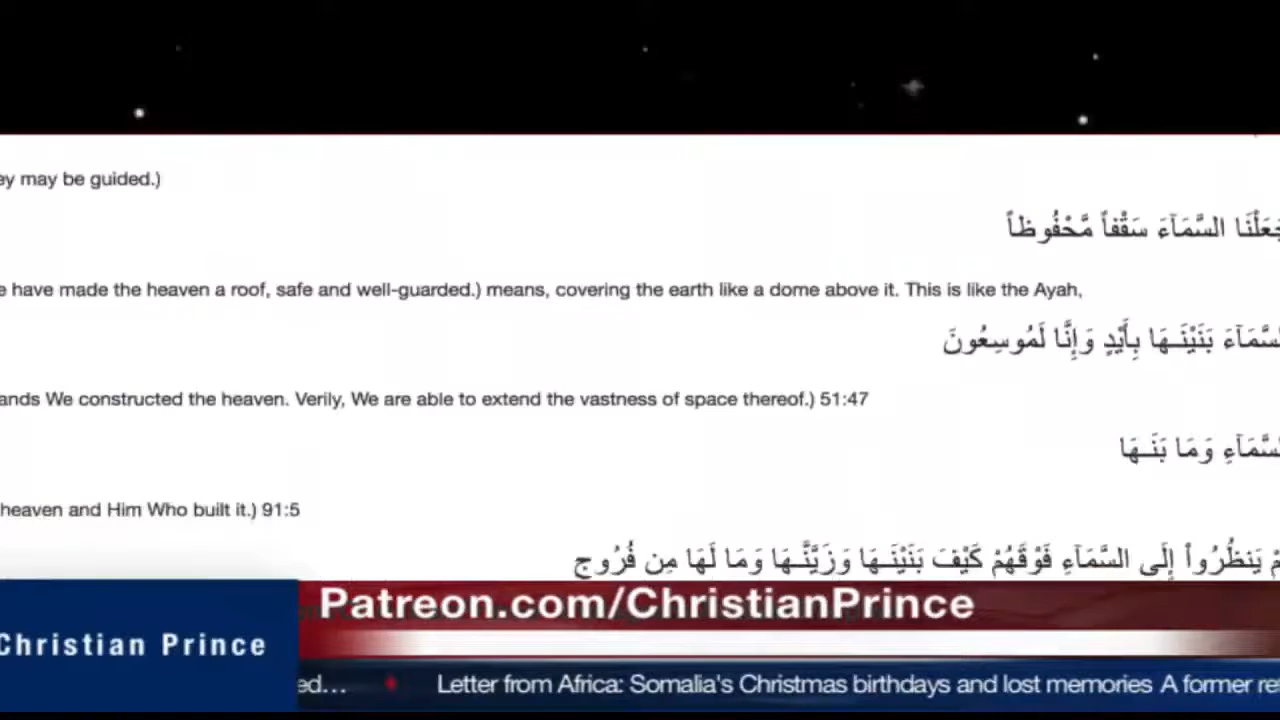 ey may be guided.)
جَعَلْنَا السَّمَآءَ سَقْفاً مَّحْفُوظاً
e have made the heaven a roof, safe and well-guarded.) means, covering the earth like a dome above it. This is like the Ayah,
السَّمَآءَ بَنَيْنَـهَا بِأَيْدٍ وَإِنَّا لَمُوسِعُونَ
ands We constructed the heaven. Verily, We are able to extend the vastness of space thereof.) 51:47
السَّمَآءِ وَمَا بَنَـهَا
heaven and Him Who built it.) 91:5
مْ يَنظُرُواْ إِلَى السَّمَآءِ فَوْقَهُمْ كَيْفَ بَنَيْنَـهَا وَزَيَّنَّـهَا وَمَا لَهَا مِن فُرُوجٍ
Patreon.com/ChristianPrince
Christian Prince
ed... Letter from Africa: Somalia's Christmas birthdays and lost memories A former re